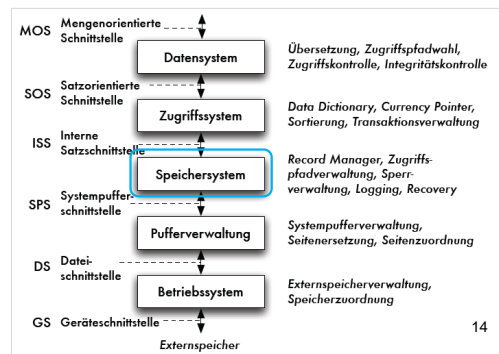 MOS Mengenorientierte
Schnittstelle
Datensystem
Übersetzung, Zugriffspfadwahl,
Zugriffskontrolle, Integritätskontrolle
SOS Satzorientierte
Schnittstelle
Zugriffssystem
Data Dictionary, Currency Pointer,
Sortierung, Transaktionsverwaltung
ISS Interne
Satzschnittstelle
Speichersystem
Record Manager, Zugriffs-
pfadverwaltung, Sperr-
verwaltung, Logging, Recovery
SPS Systempuffer-
schnittstelle
Pufferverwaltung
Systempufferverwaltung,
Seitenersetzung, Seitenzuordnung
DS Datei-
schnittstelle
Betriebssystem
Externspeicherverwaltung,
Speicherzuordnung
GS Geräteschnittstelle
Externspeicher
14